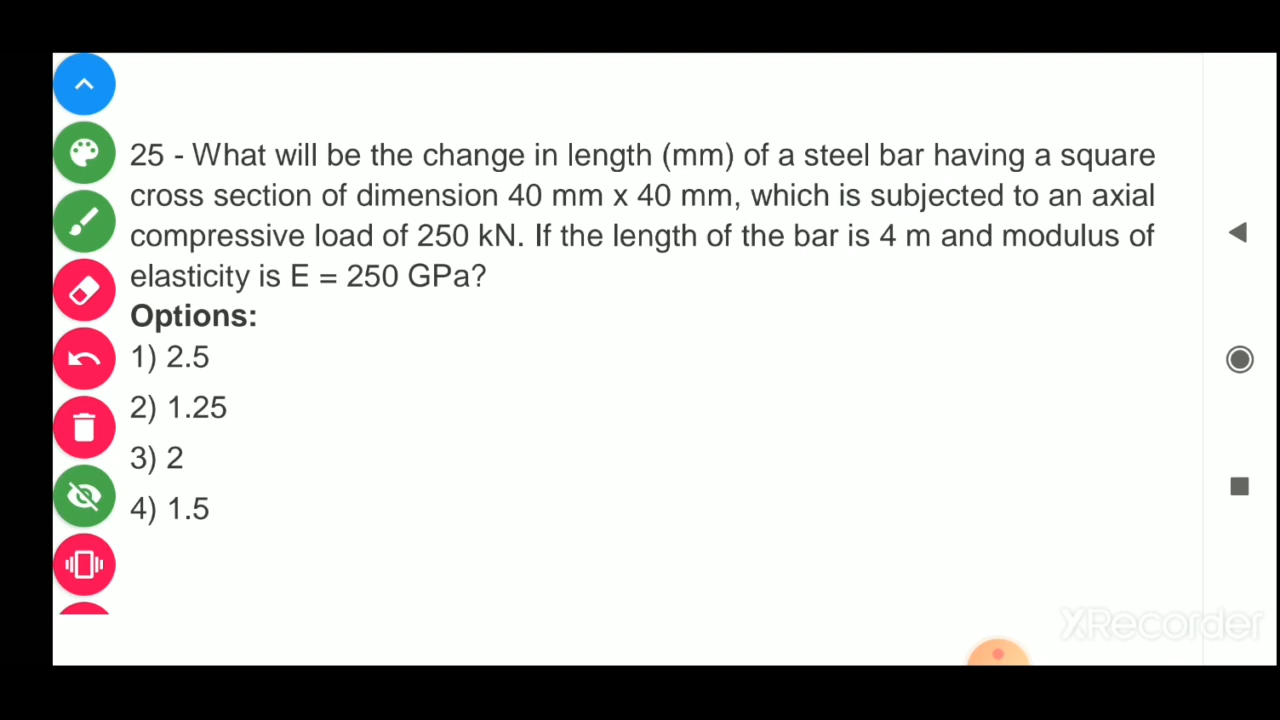 25 - What will be the change in length (mm) of a steel bar having a square
cross section of dimension 40 mm x 40 mm, which is subjected to an axial
compressive load of 250 kN. If the length of the bar is 4 m and modulus of
elasticity is E = 250 GPa?
Options:
1) 2.5
2) 1.25
3) 2
4) 1.5
XRecorder